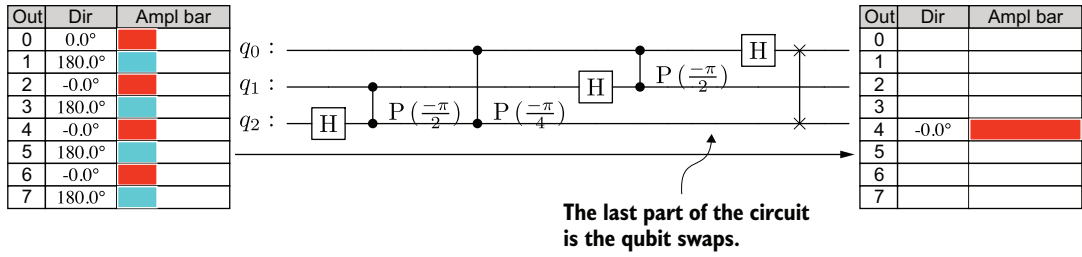 Out Dir Ampl bar
0 0.0°
1 180.0°
2 -0.0°
3 180.0°
4 -0.0°
5 180.0°
6 -0.0°
7 180.0°
q₀ : H
q₁ : P(-π/2) H P(-π/2)
q₂ : H P(-π/4)
The last part of the circuit
is the qubit swaps.
Out Dir Ampl bar
0
1
2
3
4 -0.0°
5
6
7